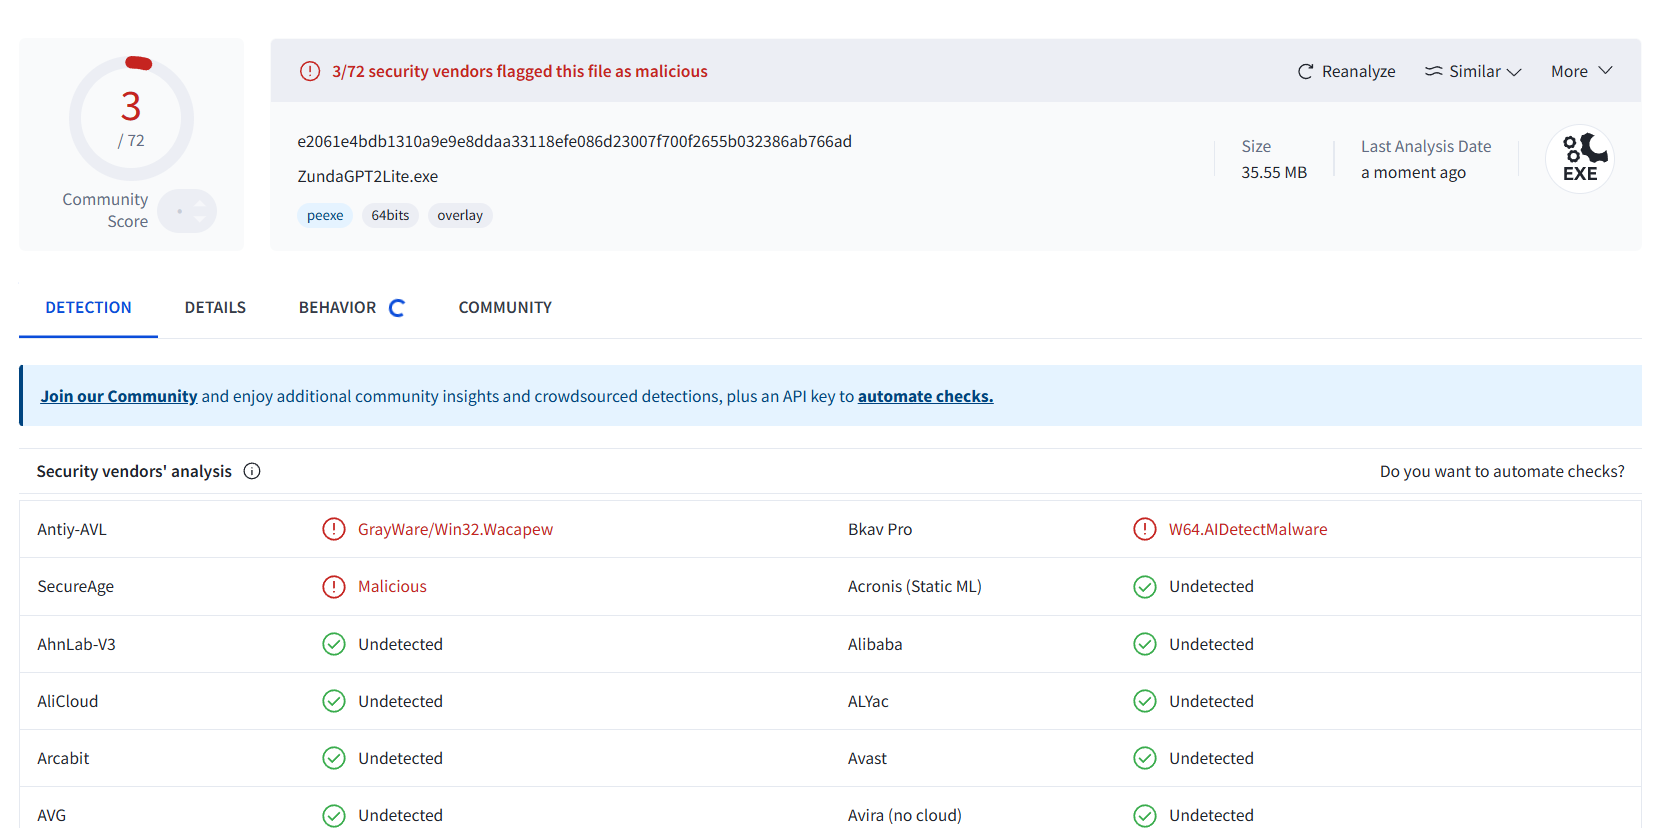 3
/ 72
Community
Score
3/72 security vendors flagged this file as malicious
Reanalyze
Similar
More
e2061e4bdb1310a9e9e8ddaa33118efe086d23007f700f2655b032386ab766ad
ZundaGPT2Lite.exe
peexe
64bits
overlay
Size
35.55 MB
Last Analysis Date
a moment ago
EXE
DETECTION
DETAILS
BEHAVIOR
COMMUNITY
Join our Community and enjoy additional community insights and crowdsourced detections, plus an API key to automate checks.
Security vendors' analysis
Do you want to automate checks?
Antiy-AVL
GrayWare/Win32.Wacapew
Bkav Pro
W64.AIDetectMalware
SecureAge
Malicious
Acronis (Static ML)
Undetected
AhnLab-V3
Undetected
Alibaba
Undetected
AliCloud
Undetected
ALYac
Undetected
Arcabit
Undetected
Avast
Undetected
AVG
Undetected
Avira (no cloud)
Undetected